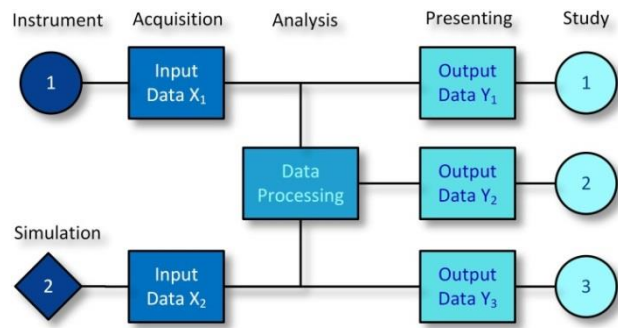 Instrument Acquisition Analysis Presenting Study
1 Input Output 1
Data X₁ Data Y₁
Data Output 2
Processing Data Y₂
Simulation
2 Input Output 3
Data X₂ Data Y₃